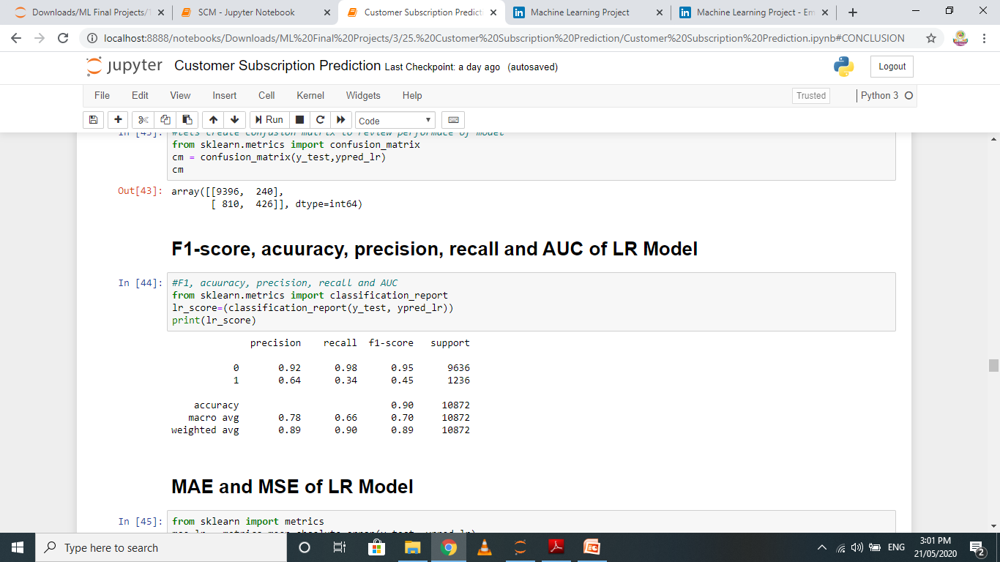 Downloads/ML Final Projects/
SCM - Jupyter Notebook
Customer Subscription Predict
Machine Learning Project
Machine Learning Project - Em
localhost:8888/notebooks/Downloads/ML%20Final%20Projects/3/25.%20Customer%20Subscription%20Prediction/Customer%20Subscription%20Prediction.ipynb#CONCLUSION
jupyter Customer Subscription Prediction Last Checkpoint: a day ago (autosaved)
Logout
File Edit View Insert Cell Kernel Widgets Help
Trusted
Python 3
Run
Code
In [43]: #lets create confusion matrix to review performace of model
from sklearn.metrics import confusion_matrix
cm = confusion_matrix(y_test,ypred_lr)
cm
Out[43]: array([[9396, 240],
[ 810, 426]], dtype=int64)
F1-score, acuuracy, precision, recall and AUC of LR Model
In [44]: #F1, acuuracy, precision, recall and AUC
from sklearn.metrics import classification_report
lr_score=(classification_report(y_test, ypred_lr))
print(lr_score)
precision recall f1-score support
0 0.92 0.98 0.95 9636
1 0.64 0.34 0.45 1236
accuracy 0.90 10872
macro avg 0.78 0.66 0.70 10872
weighted avg 0.89 0.90 0.89 10872
MAE and MSE of LR Model
In [45]: from sklearn import metrics
Type here to search
ENG
3:01 PM
21/05/2020
2